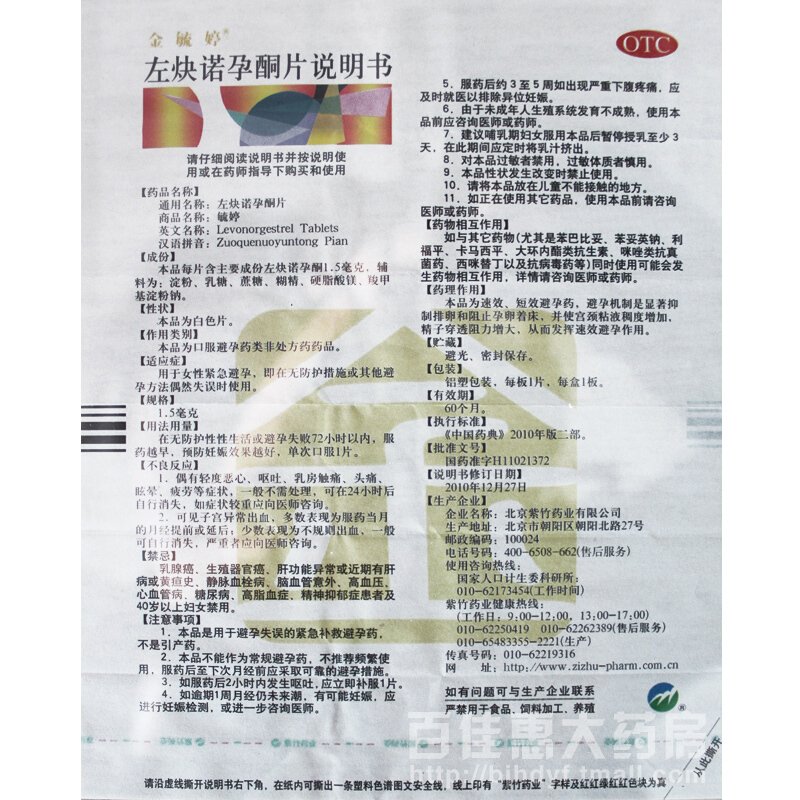 金毓婷®
左炔诺孕酮片说明书
请仔细阅读说明书并按说明使
用或在药师指导下购买和使用
【药品名称】
通用名称：左炔诺孕酮片
商品名称：毓婷
英文名称：Levonorgestrel Tablets
汉语拼音：Zuoquenuoyuntong Pian
【成份】
本品每片含主要成份左炔诺孕酮1.5毫克，辅
料为：淀粉、乳糖、蔗糖、糊精、硬脂酸镁、羧甲
基淀粉钠。
【性状】
本品为白色片。
【作用类别】
本品为口服避孕药类非处方药药品。
【适应症】
用于女性紧急避孕，即在无防护措施或其他避
孕方法偶然失误时使用。
【规格】
1.5毫克
【用法用量】
在无防护性性生活或避孕失败72小时以内，服
药越早，预防妊娠效果越好，单次口服1片。
【不良反应】
1．偶有轻度恶心、呕吐、乳房触痛、头痛、
眩晕、疲劳等症状，一般不需处理，可在24小时后
自行消失，如症状较重应向医师咨询。
2．可见子宫异常出血，多数表现为服药当月
的月经提前或延后；少数表现为不规则出血、一般
可自行消失，严重者应向医师咨询。
【禁忌】
乳腺癌、生殖器官癌、肝功能异常或近期有肝
病或黄疸史、静脉血栓病、脑血管意外、高血压、
心血管病、糖尿病、高脂血症、精神抑郁症患者及
40岁以上妇女禁用。
【注意事项】
1．本品是用于避孕失误的紧急补救避孕药，
不是引产药。
2．本品不能作为常规避孕药，不推荐频繁使
用，服药后至下次月经前应采取可靠的避孕措施。
3．如服药后2小时内发生呕吐，应立即补服1片。
4．如逾期1周月经仍未来潮，有可能妊娠，应
进行妊娠检测，或进一步咨询医师。
OTC
5．服药后约3至5周如出现严重下腹疼痛，应
及时就医以排除异位妊娠。
6．由于未成年人生殖系统发育不成熟，使用本
品前应咨询医师或药师。
7．建议哺乳期妇女服用本品后暂停授乳至少3
天，在此期间应定时将乳汁挤出。
8．对本品过敏者禁用，过敏体质者慎用。
9．本品性状发生改变时禁止使用。
10．请将本品放在儿童不能接触的地方。
11．如正在使用其它药品，使用本品前请咨询
医师或药师。
【药物相互作用】
如与其它药物（尤其是苯巴比妥、苯妥英钠、利
福平、卡马西平、大环内酯类抗生素、咪唑类抗真
菌药、西咪替丁以及抗病毒药等）同时使用可能会发
生药物相互作用，详情请咨询医师或药师。
【药理作用】
本品为速效、短效避孕药，避孕机制是显著抑
制排卵和阻止孕卵着床，并使宫颈粘液稠度增加，
精子穿透阻力增大，从而发挥速效避孕作用。
【贮藏】
避光、密封保存。
【包装】
铝塑包装，每板1片，每盒1板。
【有效期】
60个月。
【执行标准】
《中国药典》2010年版二部。
【批准文号】
国药准字H11021372
【说明书修订日期】
2010年12月27日
【生产企业】
企业名称：北京紫竹药业有限公司
生产地址：北京市朝阳区朝阳北路27号
邮政编码：100024
电话号码：400-6508-662（售后服务）
使用咨询热线：
国家人口计生委科研所：
010-62173454（工作时间）
紫竹药业健康热线：
（工作日：9:00-12:00，13:00-17:00）
010-62250419 010-62262389（售后服务）
010-65483355-2221（生产）
传真号码：010-62219316
网 址：http://www.zizhu-pharm.com.cn
如有问题可与生产企业联系
严禁用于食品、饲料加工、养殖
®
百佳惠大药房
www.bjhdyf.com
从此撕开
请沿虚线撕开说明书右下角，在纸内可撕出一条塑料色谱图文安全线，线上印有“紫竹药业”字样及红红绿红红色块为真